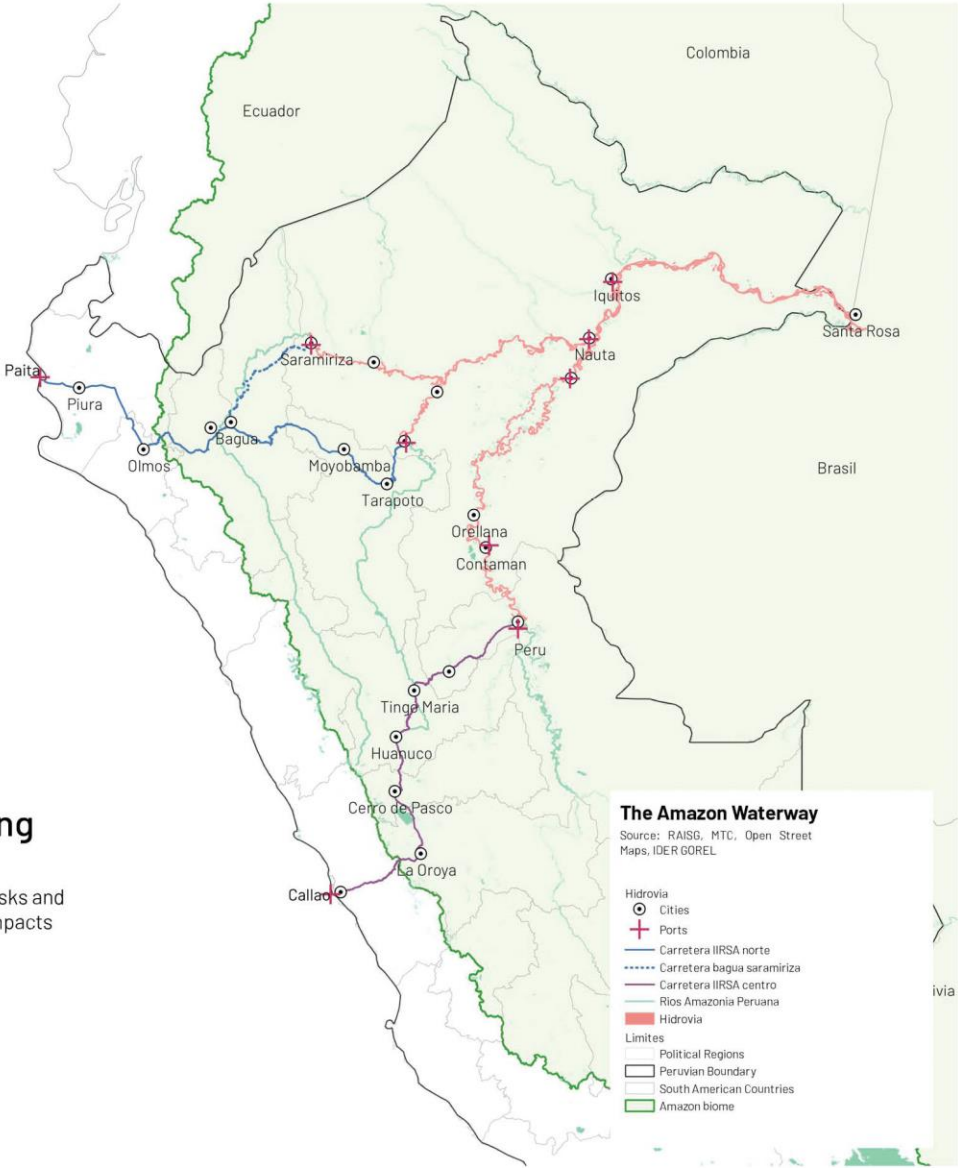 Colombia
Ecuador
Iquitos
Santa Rosa
Nauta
Saramiriza
Paita
Piura
Bagua
Olmos
Moyobamba
Tarapoto
Brasil
Orellana
Contaman
Peru
Tingo Maria
Huanuco
Cerro de Pasco
La Oroya
Callao
ng
sks and
npacts
The Amazon Waterway
Source: RAISG, MTC, Open Street
Maps, IDER GOREL
Hidrovia
Cities
Ports
Carretera IIRSA norte
Carretera bagua saramiriza
Carretera IIRSA centro
Rios Amazonia Peruana
Hidrovia
Limites
Political Regions
Peruvian Boundary
South American Countries
Amazon biome
ivia